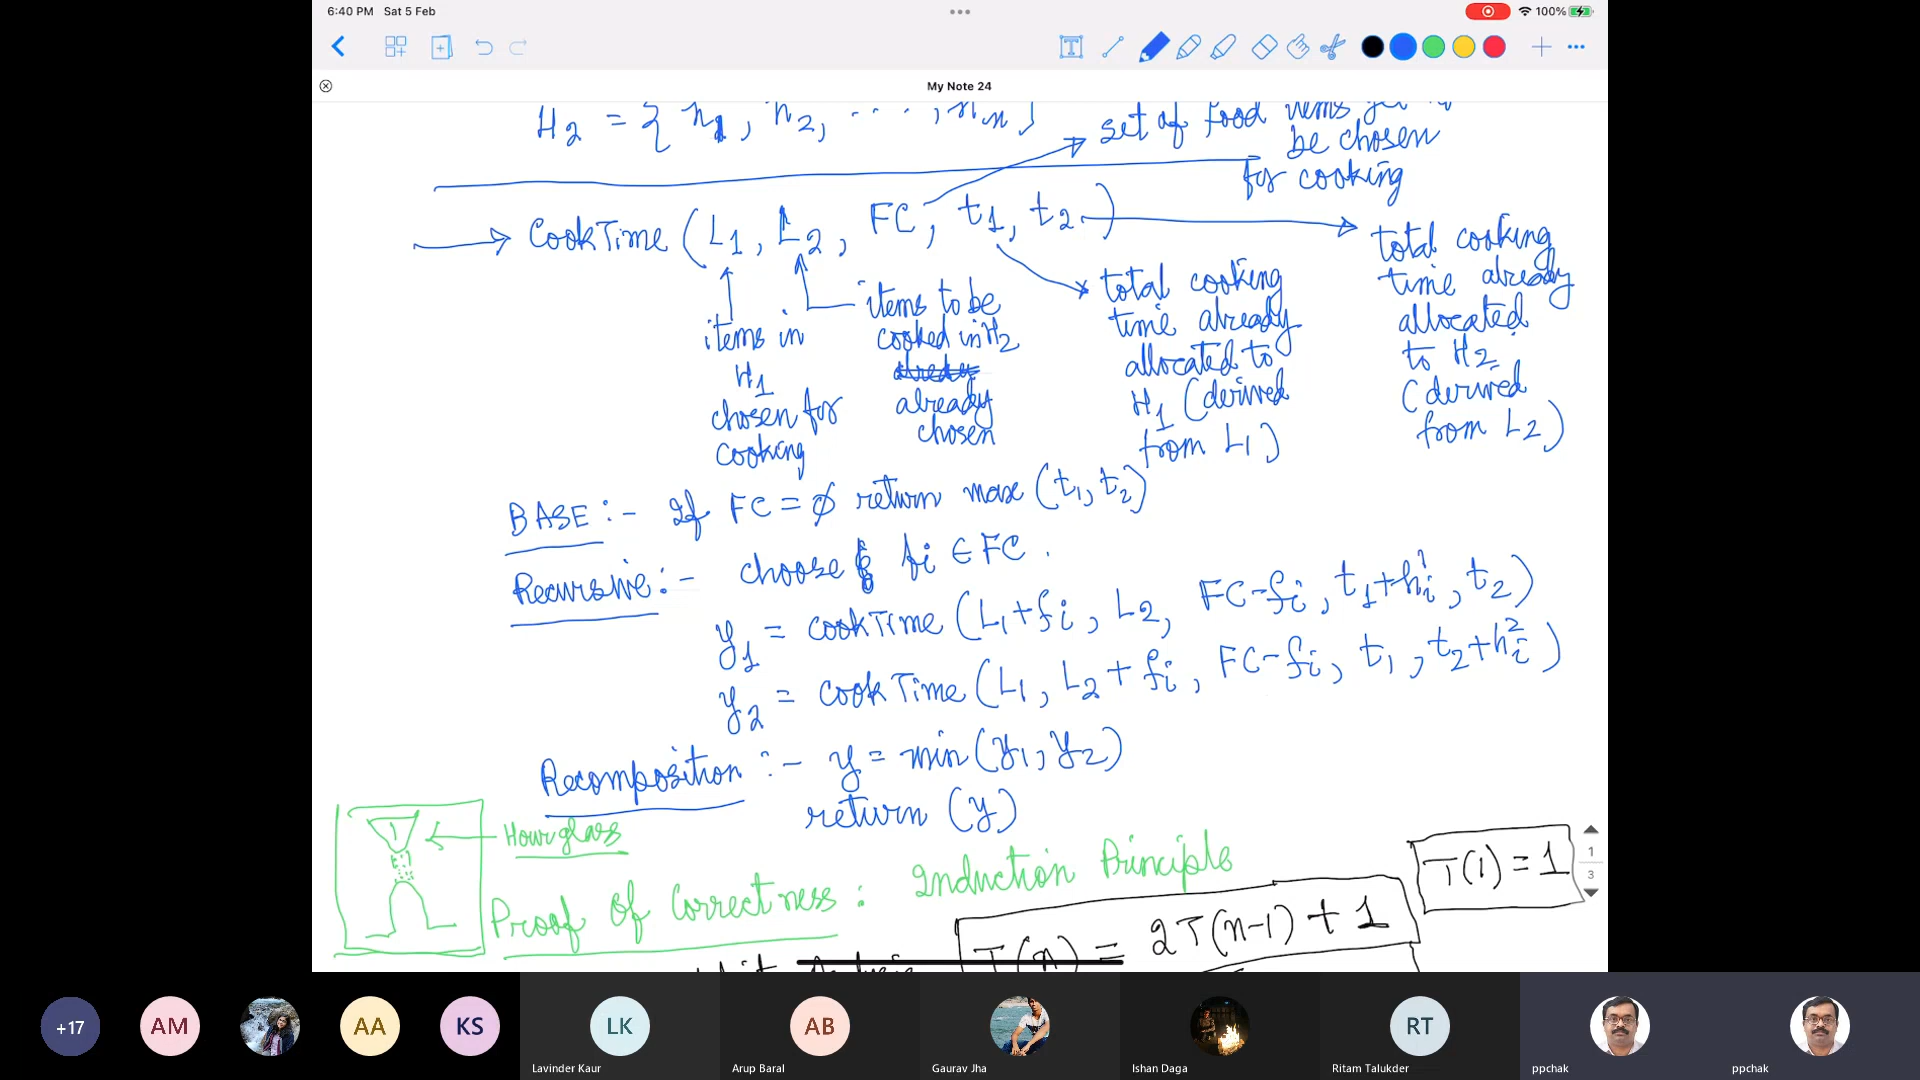 6:40 PM Sat 5 Feb
100%
My Note 24
H2 = { h1, h2, ...., hn }
set of food items yet to
be chosen
for cooking
→ CookTime (L1, L2, FC, t1, t2)
items in
H1
chosen for
cooking
items to be
cooked in H2
already
already
chosen
total cooking
time already
allocated to
H1 (derived
from L1)
total cooking
time already
allocated
to H2
(derived
from L2)
BASE :- If FC = ∅ return max (t1, t2)
Recursive :- choose fi ∈ FC .
y1 = cookTime (L1+fi, L2, FC-fi, t1+h¹i, t2)
y2 = cookTime (L1, L2+fi, FC-fi, t1, t2+h²i)
Recomposition :- y = min (y1, y2)
return (y)
Hourglass
Proof of Correctness : Induction Principle
T(1) = 1
T(n) = 2T(n-1) + 1
1
3
+17
AM
AA
KS
LK
Lavinder Kaur
AB
Arup Baral
Gaurav Jha
Ishan Daga
RT
Ritam Talukder
ppchak
ppchak